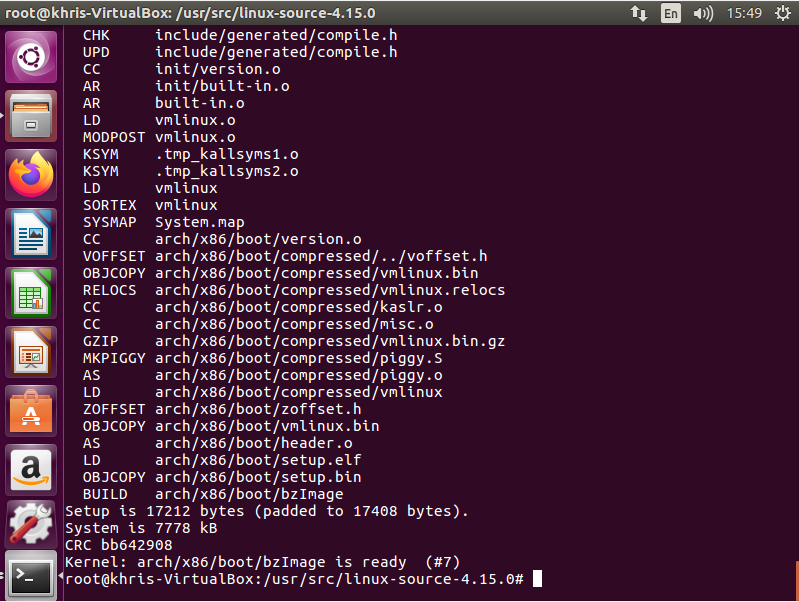 root@khris-VirtualBox: /usr/src/linux-source-4.15.0 En 15:49
CHK include/generated/compile.h
UPD include/generated/compile.h
CC init/version.o
AR init/built-in.o
AR built-in.o
LD vmlinux.o
MODPOST vmlinux.o
KSYM .tmp_kallsyms1.o
KSYM .tmp_kallsyms2.o
LD vmlinux
SORTEX vmlinux
SYSMAP System.map
CC arch/x86/boot/version.o
VOFFSET arch/x86/boot/compressed/../voffset.h
OBJCOPY arch/x86/boot/compressed/vmlinux.bin
RELOCS arch/x86/boot/compressed/vmlinux.relocs
CC arch/x86/boot/compressed/kaslr.o
CC arch/x86/boot/compressed/misc.o
GZIP arch/x86/boot/compressed/vmlinux.bin.gz
MKPIGGY arch/x86/boot/compressed/piggy.S
AS arch/x86/boot/compressed/piggy.o
LD arch/x86/boot/compressed/vmlinux
ZOFFSET arch/x86/boot/zoffset.h
OBJCOPY arch/x86/boot/vmlinux.bin
AS arch/x86/boot/header.o
LD arch/x86/boot/setup.elf
OBJCOPY arch/x86/boot/setup.bin
BUILD arch/x86/boot/bzImage
Setup is 17212 bytes (padded to 17408 bytes).
System is 7778 kB
CRC bb642908
Kernel: arch/x86/boot/bzImage is ready (#7)
root@khris-VirtualBox:/usr/src/linux-source-4.15.0#